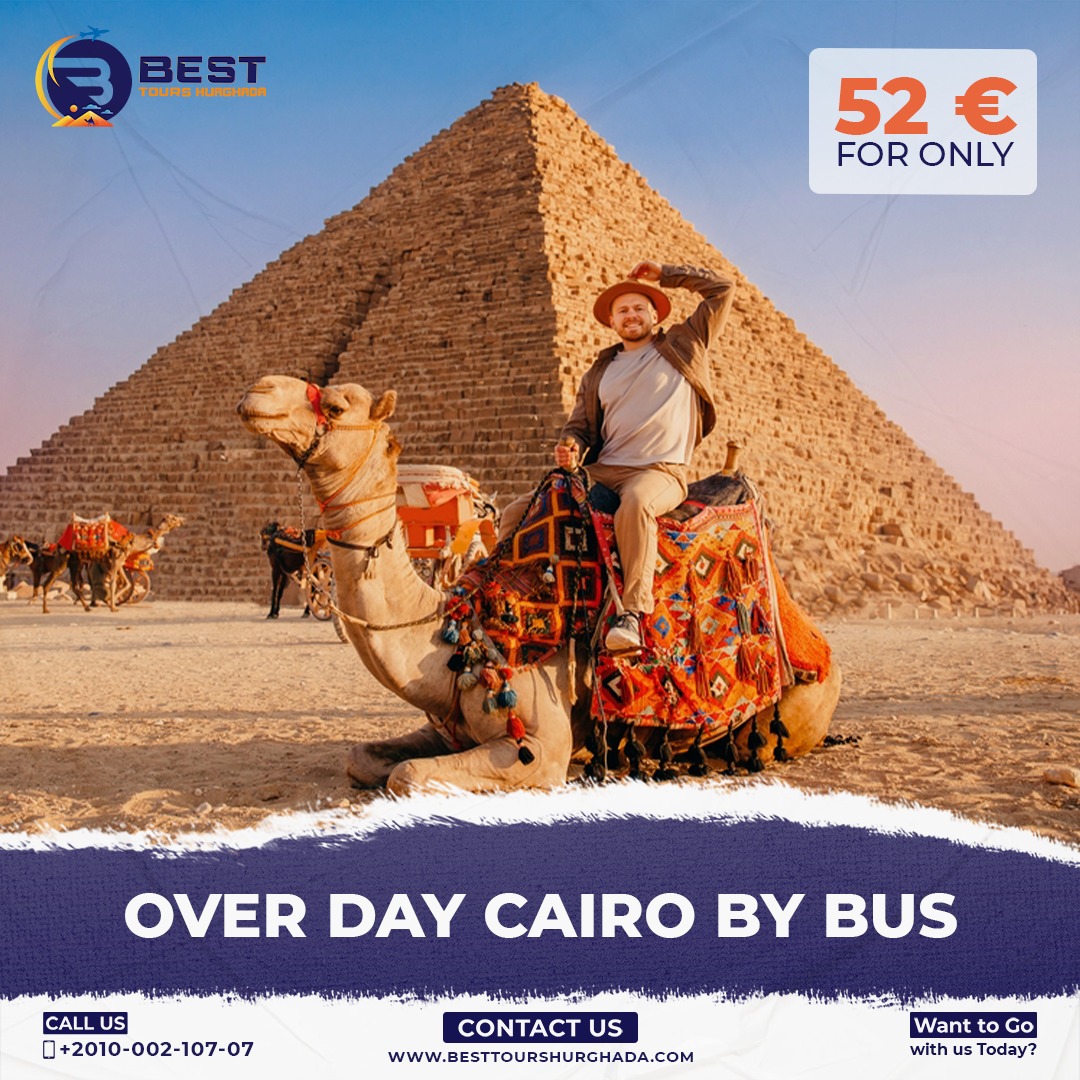 BEST
TOURS HURGHADA
52 €
FOR ONLY
OVER DAY CAIRO BY BUS
CALL US
+2010-002-107-07
CONTACT US
WWW.BESTTOURSHURGHADA.COM
Want to Go
with us Today?